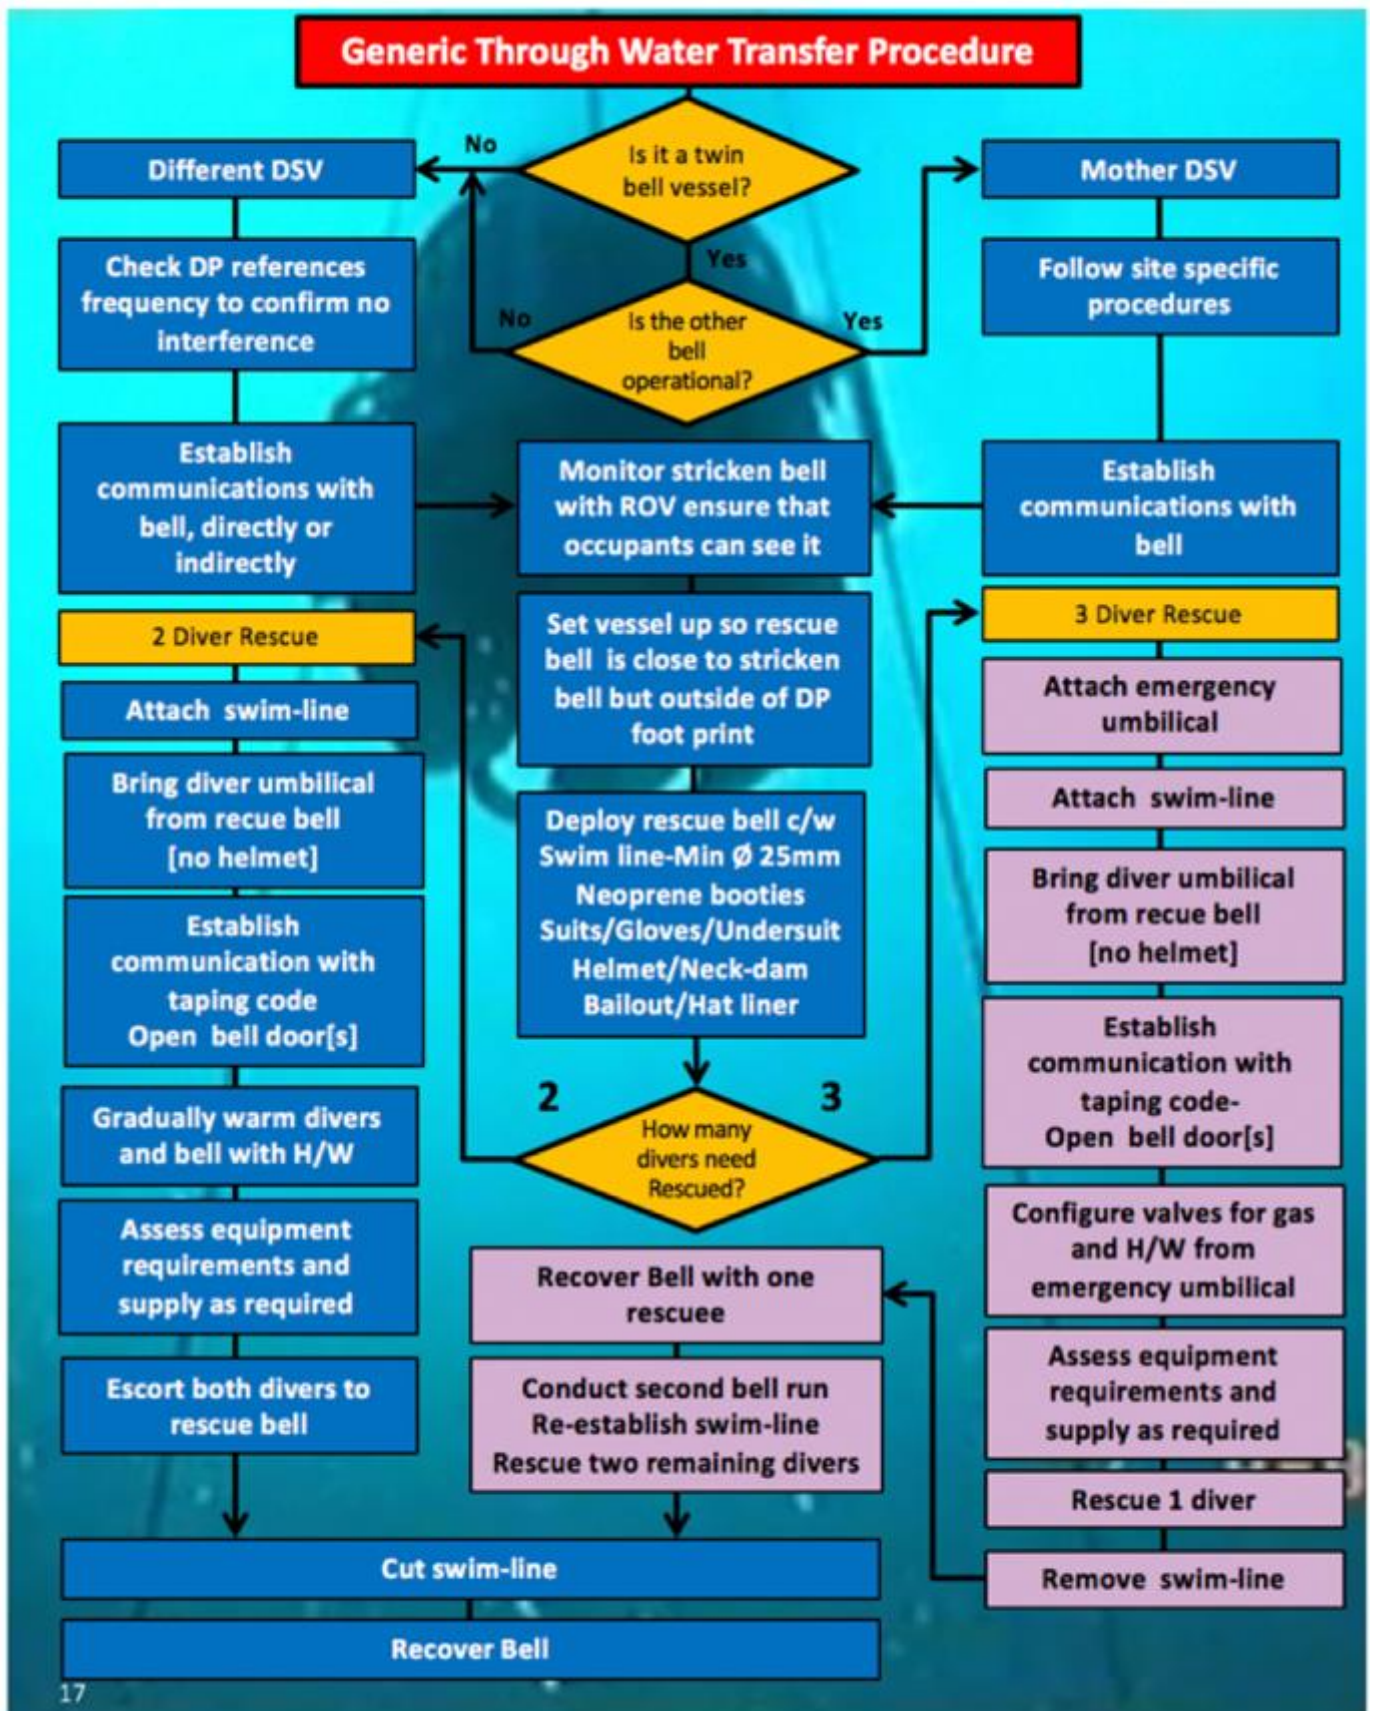 Generic Through Water Transfer Procedure
Is it a twin
bell vessel?
No
Yes
Different DSV
Mother DSV
Check DP references
frequency to confirm no
interference
Is the other
bell
operational?
No
Yes
Follow site specific
procedures
Establish
communications with
bell, directly or
indirectly
Monitor stricken bell
with ROV ensure that
occupants can see it
Establish
communications with
bell
Set vessel up so rescue
bell is close to stricken
bell but outside of DP
foot print
Deploy rescue bell c/w
Swim line-Min Ø 25mm
Neoprene booties
Suits/Gloves/Undersuit
Helmet/Neck-dam
Bailout/Hat liner
2
3
How many
divers need
Rescued?
2 Diver Rescue
Attach swim-line
Bring diver umbilical
from recue bell
[no helmet]
Establish
communication with
taping code
Open bell door[s]
Gradually warm divers
and bell with H/W
Assess equipment
requirements and
supply as required
Escort both divers to
rescue bell
3 Diver Rescue
Attach emergency
umbilical
Attach swim-line
Bring diver umbilical
from recue bell
[no helmet]
Establish
communication with
taping code-
Open bell door[s]
Configure valves for gas
and H/W from
emergency umbilical
Assess equipment
requirements and
supply as required
Rescue 1 diver
Remove swim-line
Recover Bell with one
rescuee
Conduct second bell run
Re-establish swim-line
Rescue two remaining divers
Cut swim-line
Recover Bell
17